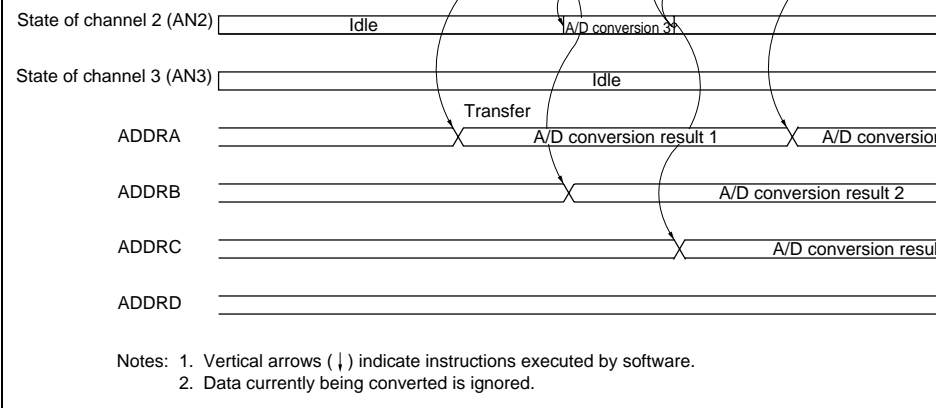 State of channel 2 (AN2)
Idle
A/D conversion 3
State of channel 3 (AN3)
Idle
Transfer
ADDRA
A/D conversion result 1
A/D conversion
ADDRB
A/D conversion result 2
ADDRC
A/D conversion
ADDRD
Notes: 1. Vertical arrows (↓) indicate instructions executed by software.
2. Data currently being converted is ignored.